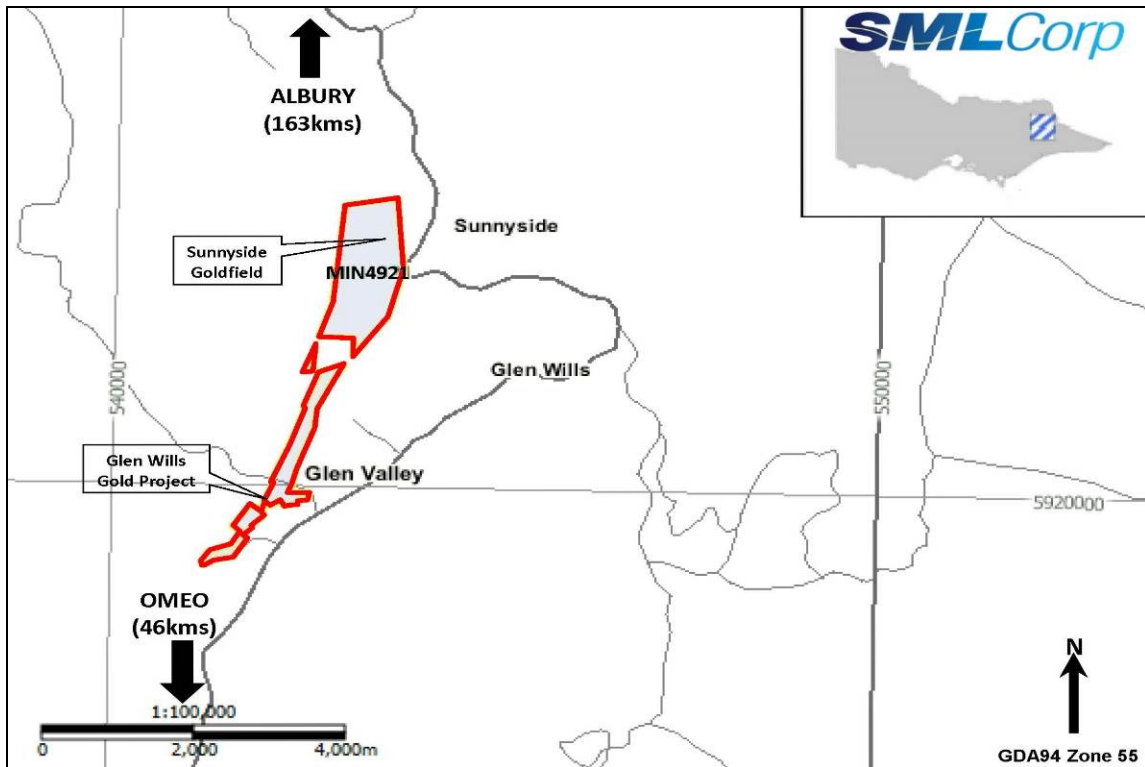 SMLCorp
ALBURY
(163kms)
Sunnyside
Sunnyside
Goldfield
MIN4921
540000
550000
Glen Wills
Glen Wills
Gold Project
Glen Valley
5920000
OMEO
(46kms)
N
1:100,000
0 2,000 4,000m
GDA94 Zone 55